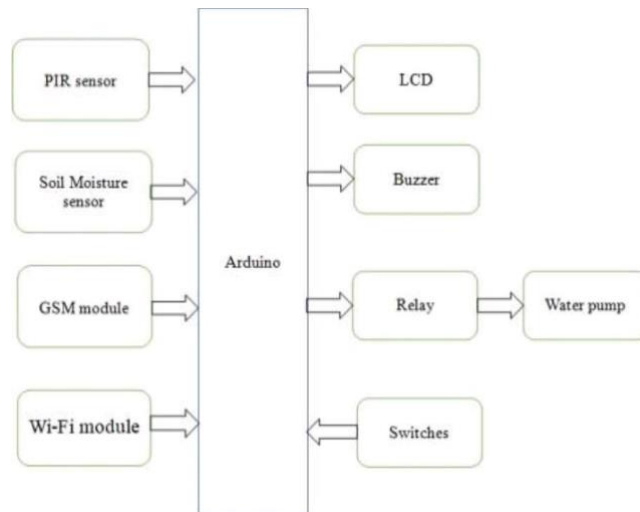 PIR sensor
LCD
Soil Moisture
sensor
Buzzer
Arduino
GSM module
Relay
Water pump
Wi-Fi module
Switches